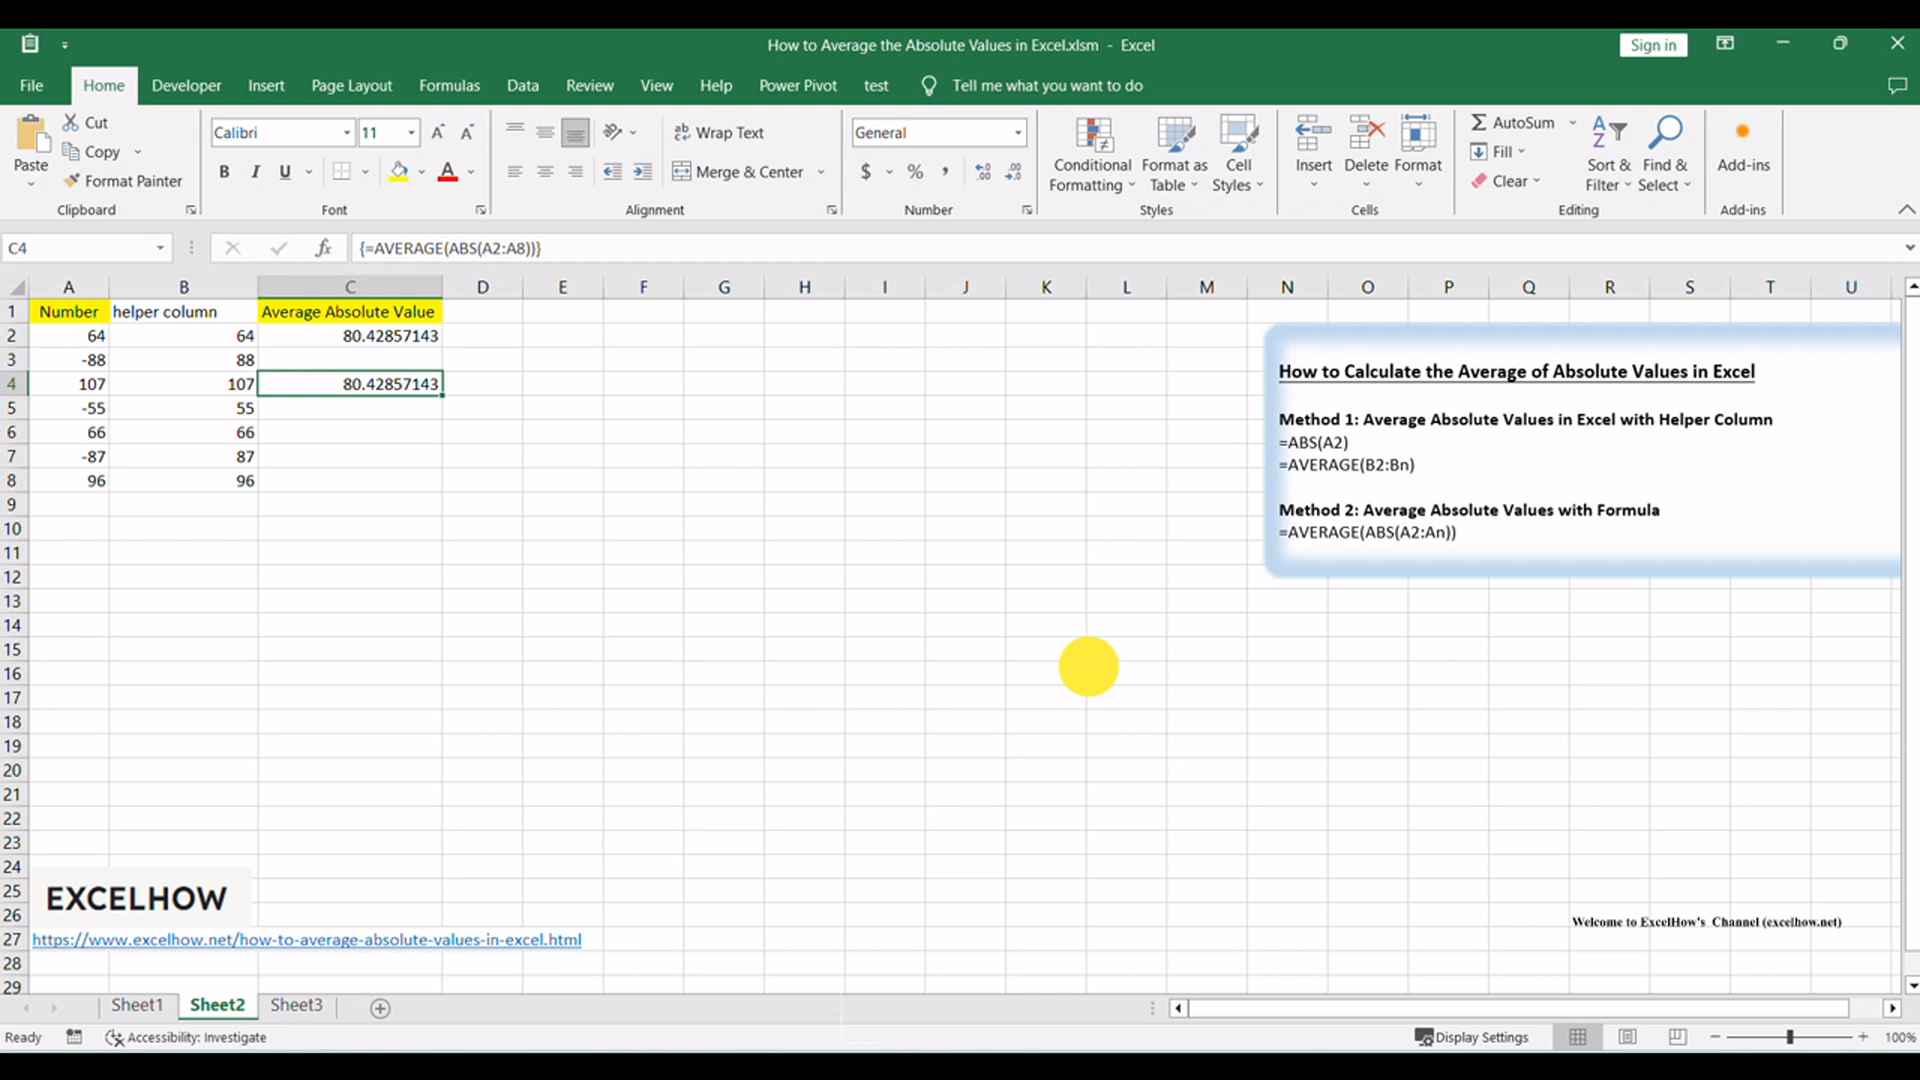 How to Average the Absolute Values in Excel.xlsm - Excel
Sign in
File Home Developer Insert Page Layout Formulas Data Review View Help Power Pivot test Tell me what you want to do
Paste
Cut
Copy
Format Painter
Clipboard
Calibri 11
B I U
Font
Wrap Text
Merge & Center
Alignment
General
$ % ,
Number
Conditional Formatting
Format as Table
Cell Styles
Styles
Insert Delete Format
Cells
AutoSum
Fill
Clear
Sort & Filter
Find & Select
Editing
Add-ins
Add-ins
C4 fx {=AVERAGE(ABS(A2:A8))}
A B C D E F G H I J K L M N O P Q R S T U
1 Number helper column Average Absolute Value
2 64 64 80.42857143
3 -88 88
4 107 107 80.42857143
5 -55 55
6 66 66
7 -87 87
8 96 96
9
10
11
12
13
14
15
16
17
18
19
20
21
22
23
24
25
26
27 https://www.excelhow.net/how-to-average-absolute-values-in-excel.html
28
29
How to Calculate the Average of Absolute Values in Excel
Method 1: Average Absolute Values in Excel with Helper Column
=ABS(A2)
=AVERAGE(B2:Bn)
Method 2: Average Absolute Values with Formula
=AVERAGE(ABS(A2:An))
EXCELHOW
Welcome to ExcelHow's Channel (excelhow.net)
Sheet1 Sheet2 Sheet3
Ready Accessibility: Investigate Display Settings 100%